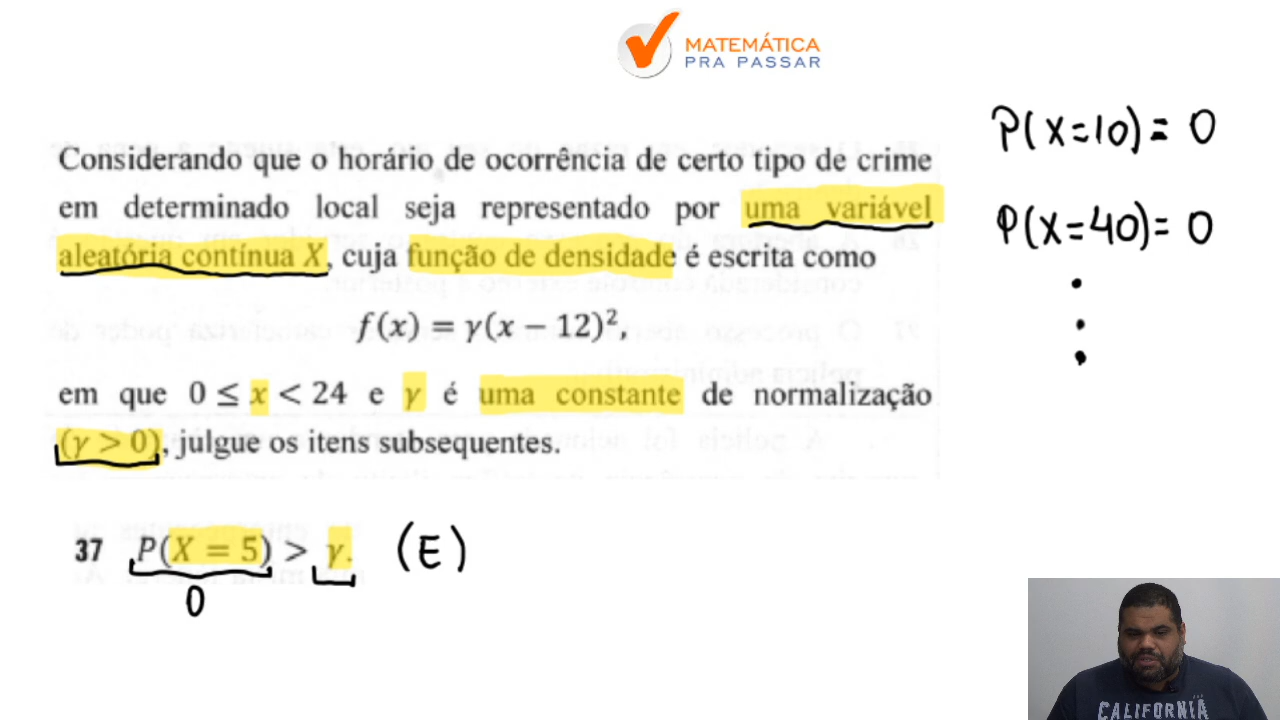 MATEMÁTICA
PRA PASSAR
Considerando que o horário de ocorrência de certo tipo de crime
em determinado local seja representado por uma variável
aleatória contínua X, cuja função de densidade é escrita como
f(x) = γ(x − 12)²,
em que 0 ≤ x < 24 e γ é uma constante de normalização
(γ > 0), julgue os itens subsequentes.
37 P(X = 5) > γ. (E)
0
P(X=10) = 0
P(X=40) = 0
CALIFORNIA